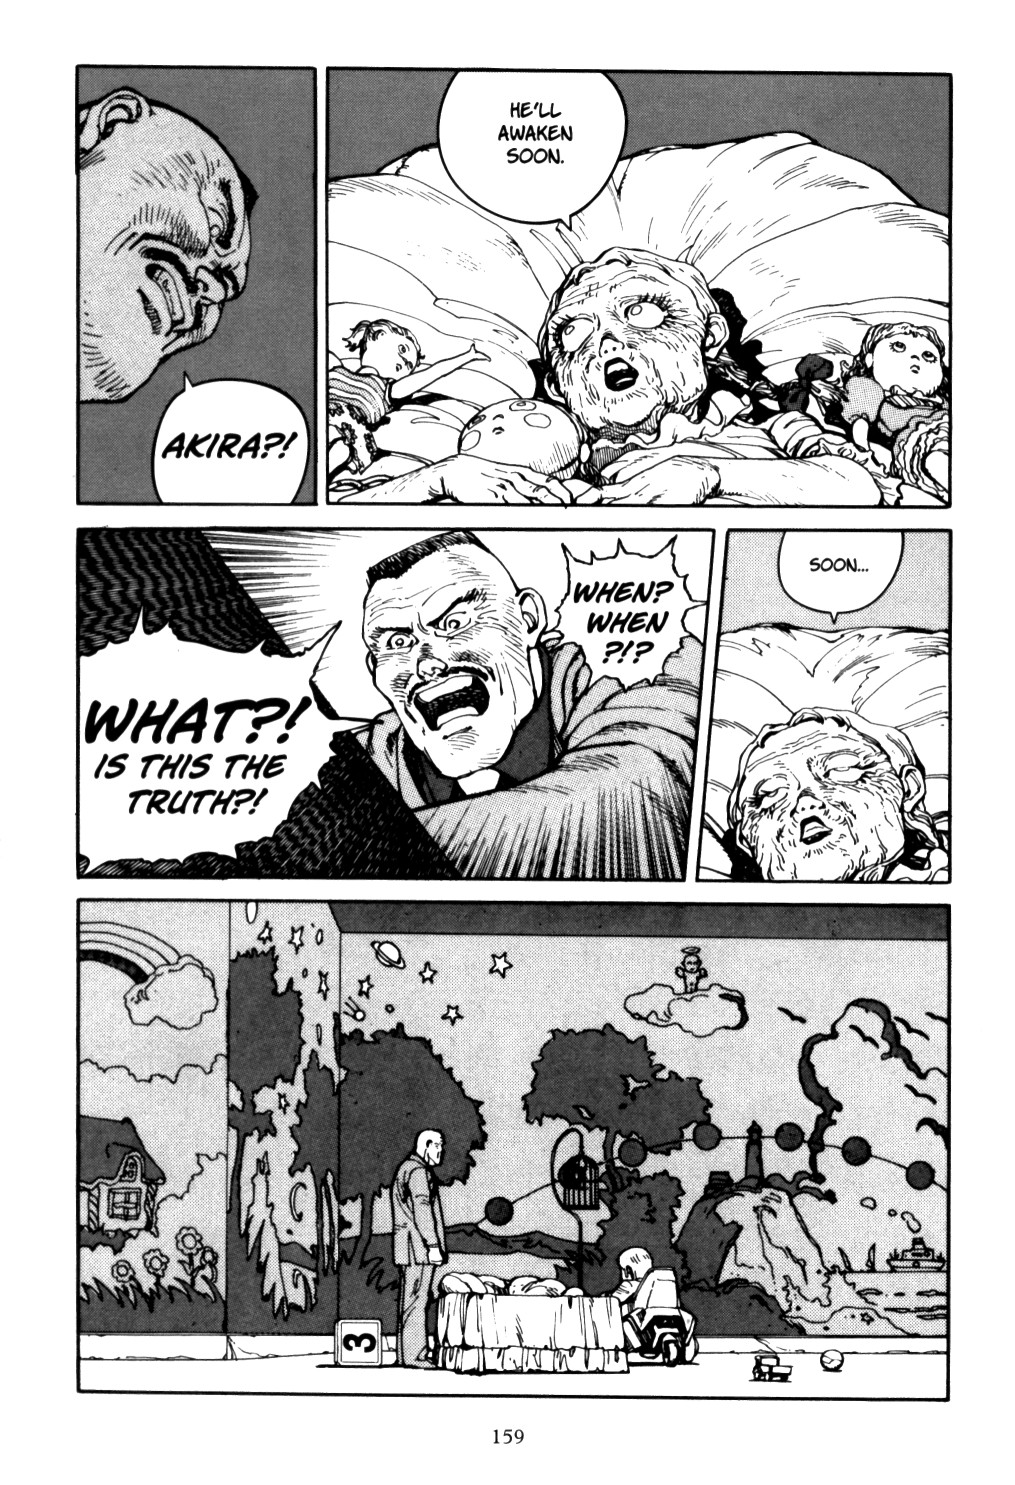 AKIRA?!
HE'LL
AWAKEN
SOON.
WHAT?!
IS THIS THE
TRUTH?!
WHEN?
WHEN
?!?
SOON...
3
159